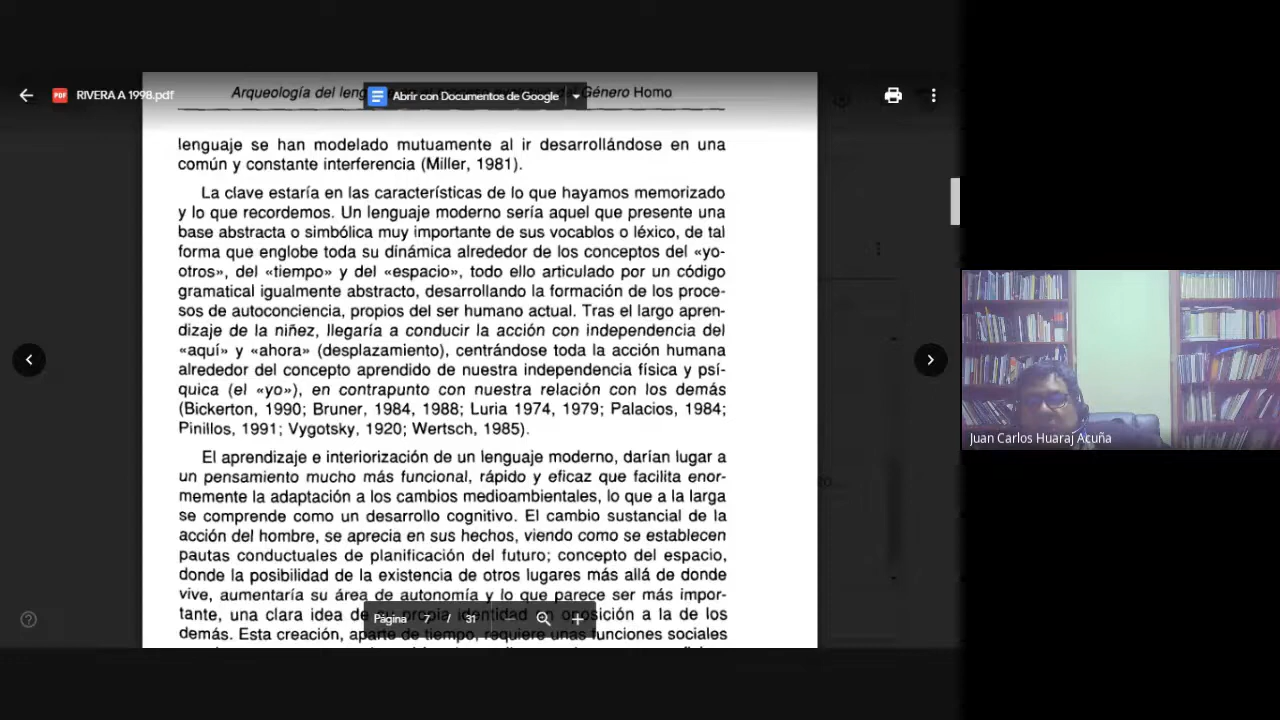 RIVERA A 1998.pdf
Arqueología del leng
Abrir con Documentos de Google
Género Homo
lenguaje se han modelado mutuamente al ir desarrollándose en una
común y constante interferencia (Miller, 1981).
La clave estaría en las características de lo que hayamos memorizado
y lo que recordemos. Un lenguaje moderno sería aquel que presente una
base abstracta o simbólica muy importante de sus vocablos o léxico, de tal
forma que englobe toda su dinámica alrededor de los conceptos del «yo-
otros», del «tiempo» y del «espacio», todo ello articulado por un código
gramatical igualmente abstracto, desarrollando la formación de los proce-
sos de autoconciencia, propios del ser humano actual. Tras el largo apren-
dizaje de la niñez, llegaría a conducir la acción con independencia del
«aquí» y «ahora» (desplazamiento), centrándose toda la acción humana
alrededor del concepto aprendido de nuestra independencia física y psí-
quica (el «yo»), en contrapunto con nuestra relación con los demás
(Bickerton, 1990; Bruner, 1984, 1988; Luria 1974, 1979; Palacios, 1984;
Pinillos, 1991; Vygotsky, 1920; Wertsch, 1985).
El aprendizaje e interiorización de un lenguaje moderno, darían lugar a
un pensamiento mucho más funcional, rápido y eficaz que facilita enor-
memente la adaptación a los cambios medioambientales, lo que a la larga
se comprende como un desarrollo cognitivo. El cambio sustancial de la
acción del hombre, se aprecia en sus hechos, viendo como se establecen
pautas conductuales de planificación del futuro; concepto del espacio,
donde la posibilidad de la existencia de otros lugares más allá de donde
vive, aumentaría su área de autonomía y lo que parece ser más impor-
tante, una clara idea de su propia identidad en oposición a la de los
demás. Esta creación, aparte de tiempo, requiere unas funciones sociales
Página 7 / 31
Juan Carlos Huaraj Acuña